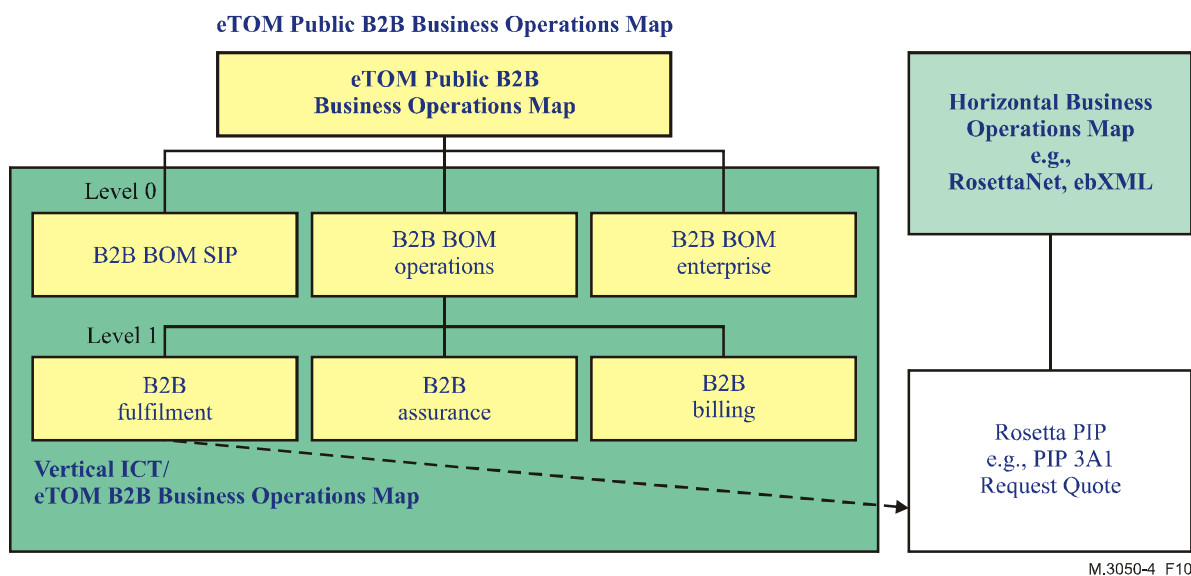 eTOM Public B2B Business Operations Map
eTOM Public B2B
Business Operations Map
Horizontal Business
Operations Map
e.g.,
RosettaNet, ebXML
Level 0
B2B BOM SIP
B2B BOM
operations
B2B BOM
enterprise
Level 1
B2B
fulfilment
B2B
assurance
B2B
billing
Vertical ICT/
eTOM B2B Business Operations Map
Rosetta PIP
e.g., PIP 3A1
Request Quote
M.3050-4_F10